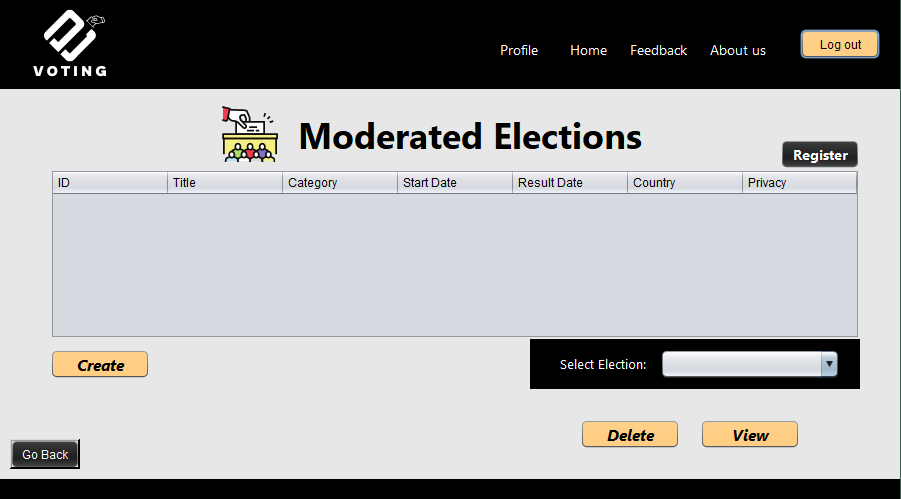 VOTING
Profile Home Feedback About us Log out
Moderated Elections
Register
ID Title Category Start Date Result Date Country Privacy
Create
Select Election:
Delete View
Go Back